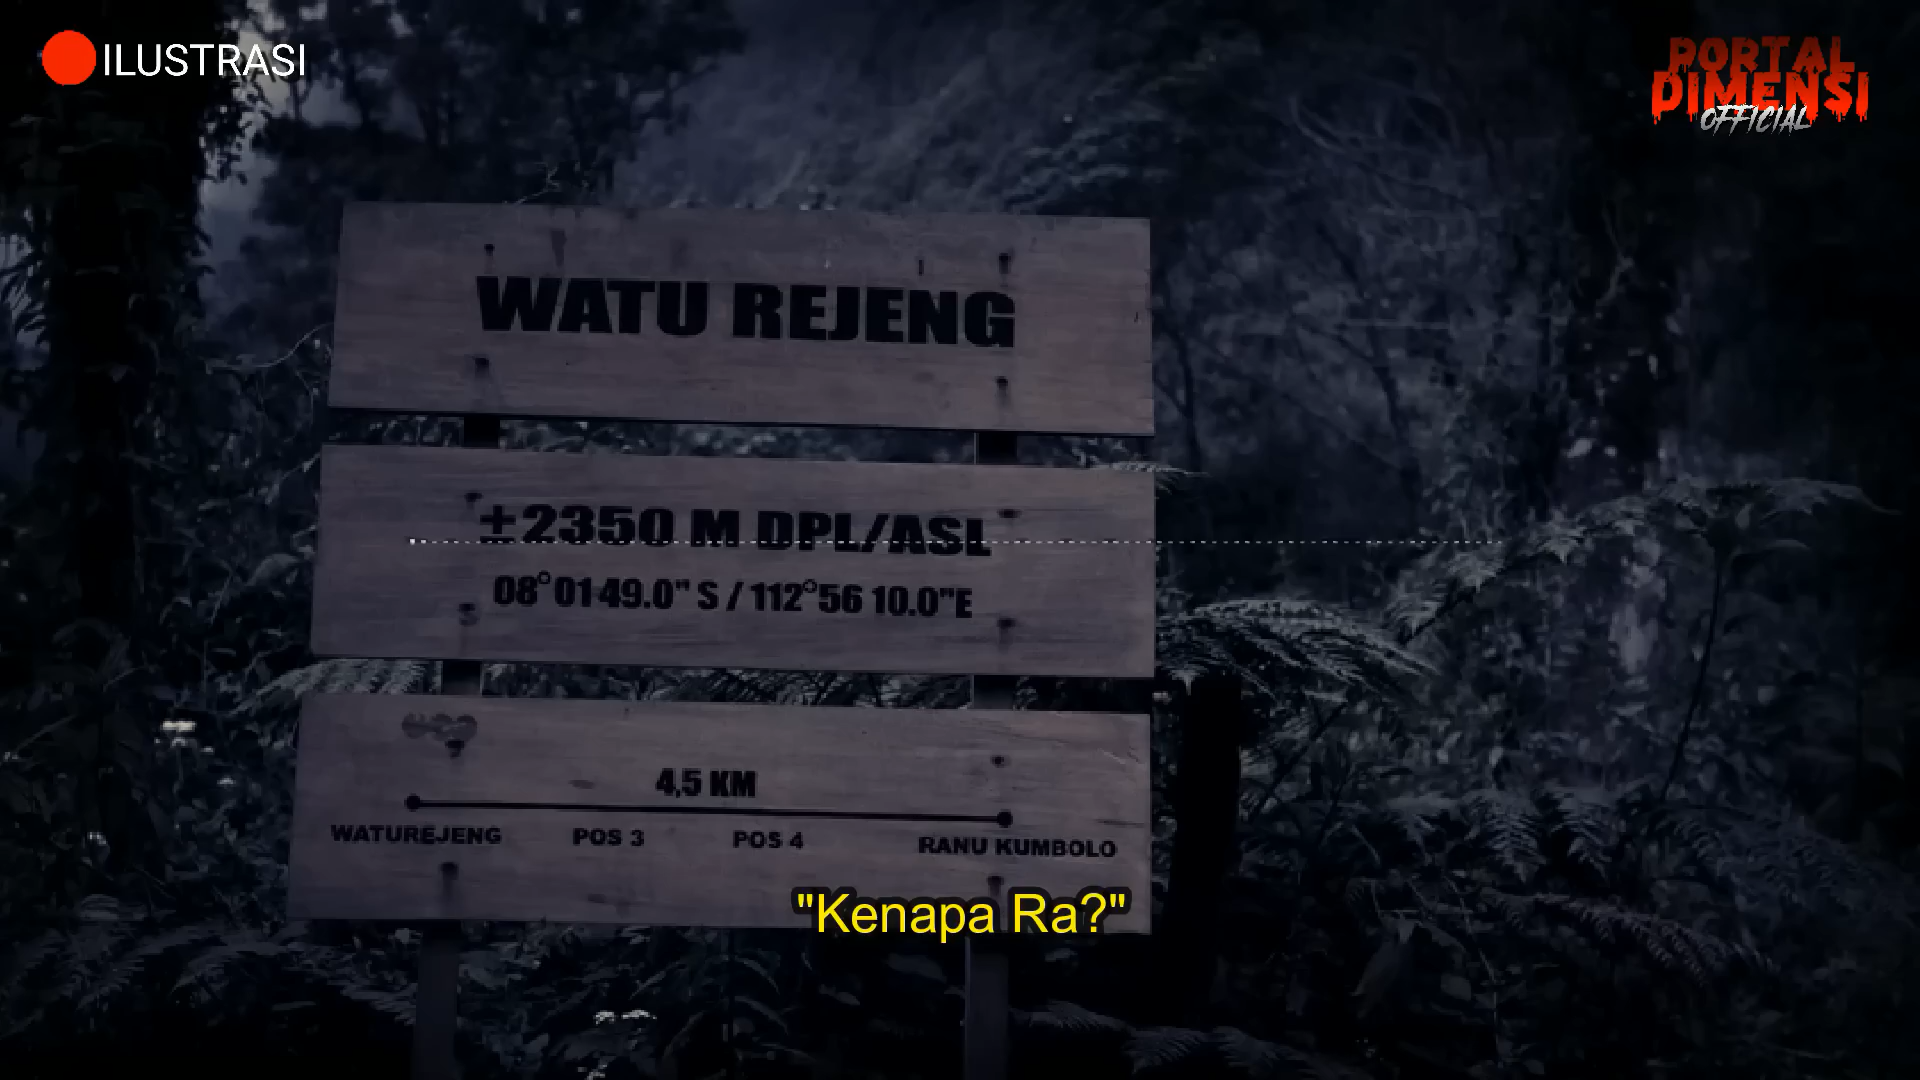 ILUSTRASI
PORTAL
DIMENSI
OFFICIAL
WATU REJENG
±2350 M DPL/ASL
08°01 49.0" S / 112°56 10.0"E
4,5 KM
WATUREJENG POS 3 POS 4 RANU KUMBOLO
"Kenapa Ra?"